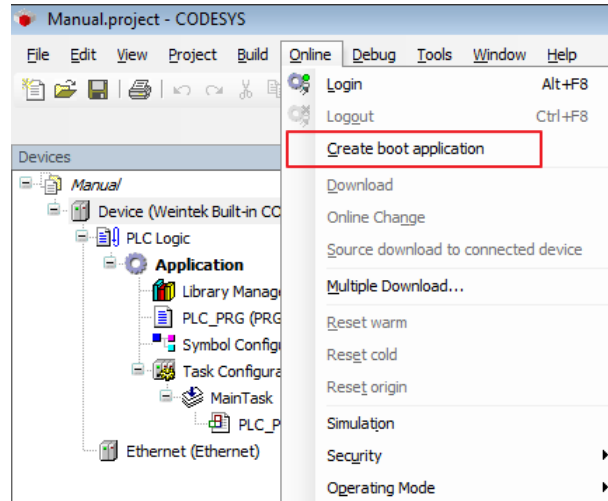 Manual.project - CODESYS
File Edit View Project Build Online Debug Tools Window Help
Login Alt+F8
Logout Ctrl+F8
Create boot application
Devices
Download
Manual
Online Change
Device (Weintek Built-in CO
Source download to connected device
PLC Logic
Application
Multiple Download...
Library Manage
PLC_PRG (PRG
Reset warm
Symbol Configu
Reset cold
Task Configura
Reset origin
MainTask
PLC_P
Simulation
Ethernet (Ethernet)
Security
Operating Mode